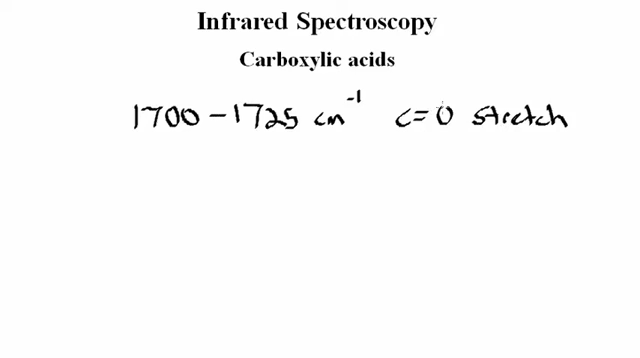 Infrared Spectroscopy
Carboxylic acids
1700 - 1725 cm⁻¹ C=O stretch